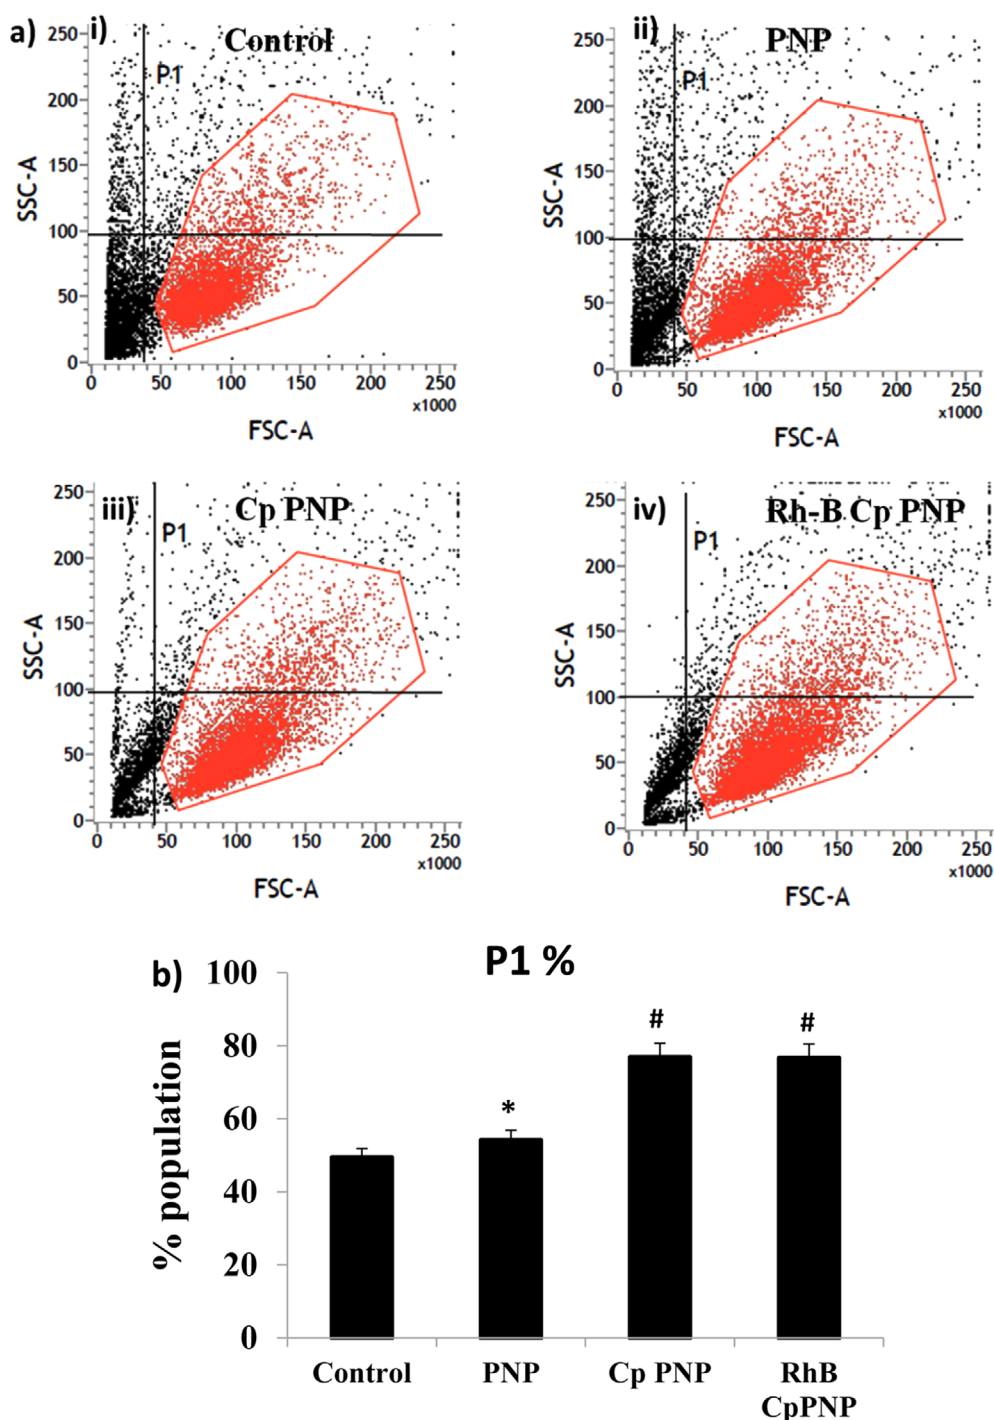 a) i) Control
250
200
150
100
50
0
SSC-A
P1
0 50 100 150 200 250
x1000
FSC-A
ii) PNP
250
200
150
100
50
0
SSC-A
P1
0 50 100 150 200 250
x1000
FSC-A
iii) Cp PNP
250
200
150
100
50
0
SSC-A
P1
0 50 100 150 200 250
x1000
FSC-A
iv) Rh-B Cp PNP
250
200
150
100
50
0
SSC-A
P1
0 50 100 150 200 250
x1000
FSC-A
b) P1 %
100
80
60
40
20
0
% population
*
#
#
Control PNP Cp PNP RhB
CpPNP